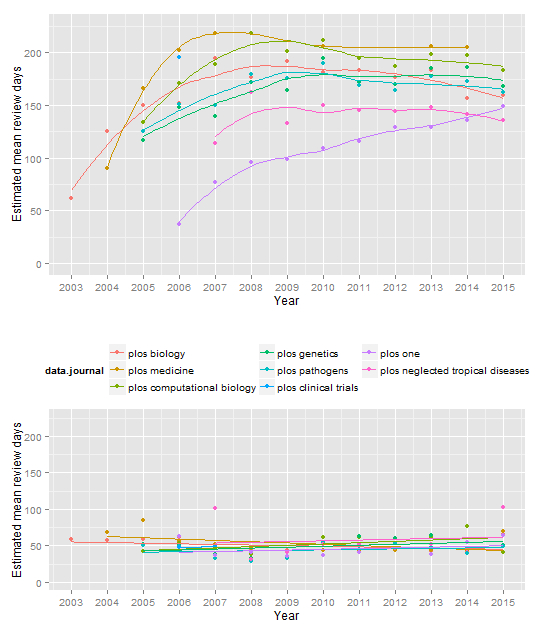 Estimated mean review days
200
150
100
50
0
2003 2004 2005 2006 2007 2008 2009 2010 2011 2012 2013 2014 2015
Year
data.journal
plos biology
plos medicine
plos computational biology
plos genetics
plos pathogens
plos clinical trials
plos one
plos neglected tropical diseases
Estimated mean review days
200
150
100
50
0
2003 2004 2005 2006 2007 2008 2009 2010 2011 2012 2013 2014 2015
Year